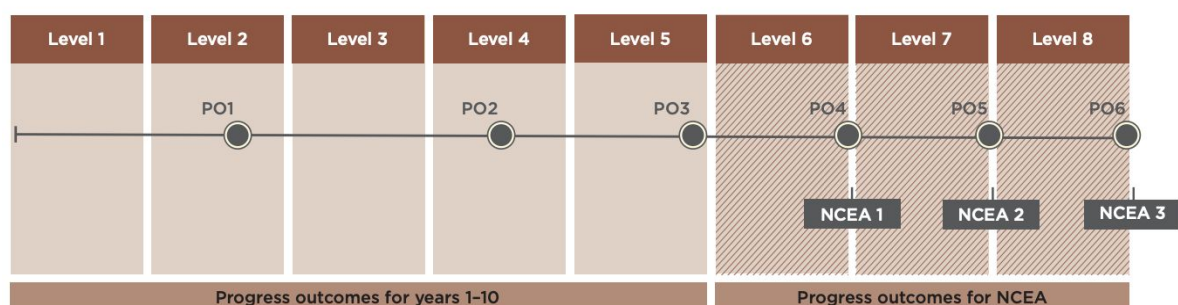 Level 1 Level 2 Level 3 Level 4 Level 5 Level 6 Level 7 Level 8
PO1 PO2 PO3 PO4 PO5 PO6
NCEA 1 NCEA 2 NCEA 3
Progress outcomes for years 1–10 Progress outcomes for NCEA